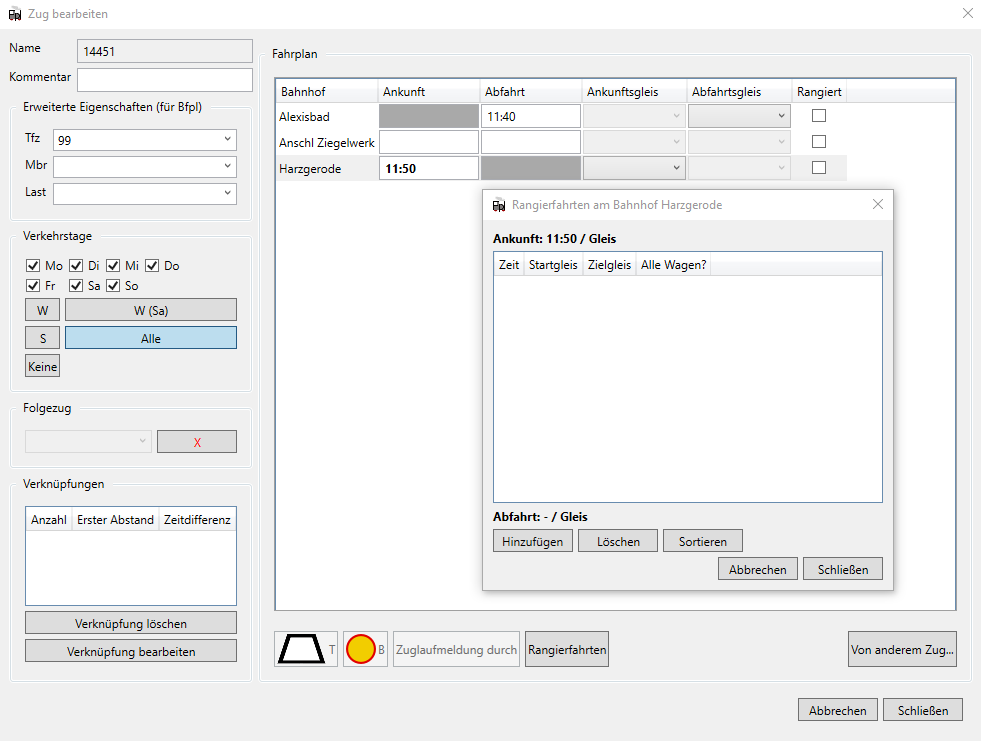 Zug bearbeiten
Name
14451
Kommentar
Erweiterte Eigenschaften (für Bfpl)
Tfz
99
Mbr
Last
Verkehrstage
Mo Di Mi Do
Fr Sa So
W W (Sa)
S Alle
Keine
Folgezug
X
Verknüpfungen
Anzahl Erster Abstand Zeitdifferenz
Verknüpfung löschen
Verknüpfung bearbeiten
Fahrplan
Bahnhof Ankunft Abfahrt Ankunftsgleis Abfahrtsgleis Rangiert
Alexisbad 11:40
Anschl Ziegelwerk
Harzgerode 11:50
Rangierfahrten am Bahnhof Harzgerode
Ankunft: 11:50 / Gleis
Zeit Startgleis Zielgleis Alle Wagen?
Abfahrt: - / Gleis
Hinzufügen Löschen Sortieren
Abbrechen Schließen
T B Zuglaufmeldung durch Rangierfahrten Von anderem Zug...
Abbrechen Schließen